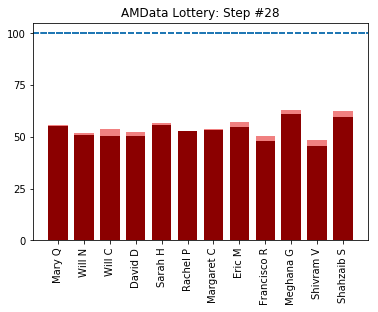 AMData Lottery: Step #28
100
75
50
25
0
Mary Q
Will N
Will C
David D
Sarah H
Rachel P
Margaret C
Eric M
Francisco R
Meghana G
Shivram V
Shahzaib S